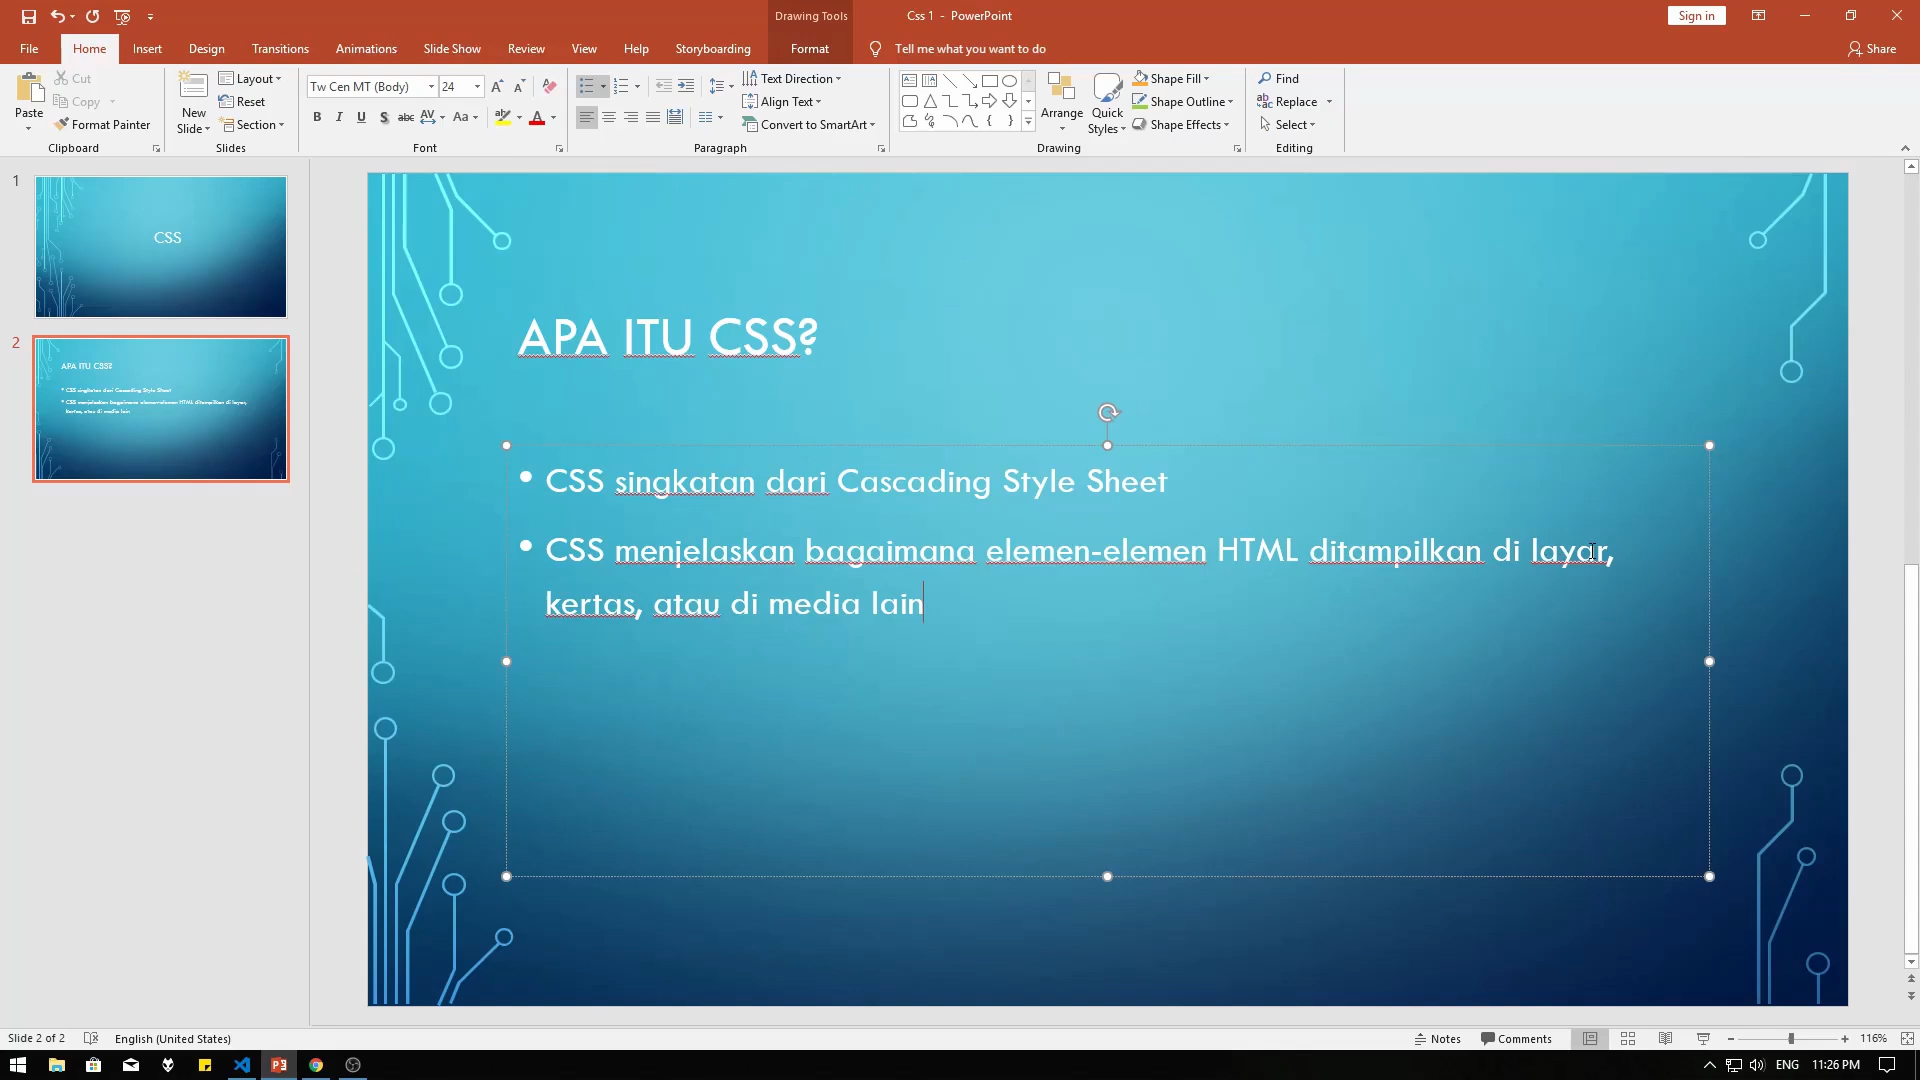 Drawing Tools
Css 1 - PowerPoint
Sign in
File Home Insert Design Transitions Animations Slide Show Review View Help Storyboarding Format Tell me what you want to do Share
Paste
Cut
Copy
Format Painter
Clipboard
New Slide
Layout
Reset
Section
Slides
Tw Cen MT (Body) 24
B I U S abc AV Aa A
Font
Text Direction
Align Text
Convert to SmartArt
Paragraph
Arrange
Quick Styles
Shape Fill
Shape Outline
Shape Effects
Drawing
Find
Replace
Select
Editing
1
CSS
2
APA ITU CSS?
• CSS singkatan dari Cascading Style Sheet
• CSS menjelaskan bagaimana elemen-elemen HTML ditampilkan di layar,
kertas, atau di media lain
APA ITU CSS?
• CSS singkatan dari Cascading Style Sheet
• CSS menjelaskan bagaimana elemen-elemen HTML ditampilkan di layar,
kertas, atau di media lain
Slide 2 of 2 English (United States) Notes Comments 116%
ENG 11:26 PM